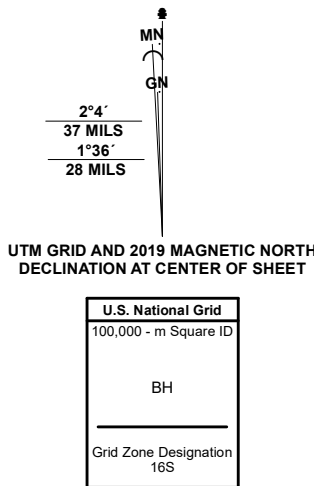 MN
GN
2°4´
37 MILS
1°36´
28 MILS
UTM GRID AND 2019 MAGNETIC NORTH
DECLINATION AT CENTER OF SHEET
U.S. National Grid
100,000 - m Square ID
BH
Grid Zone Designation
16S